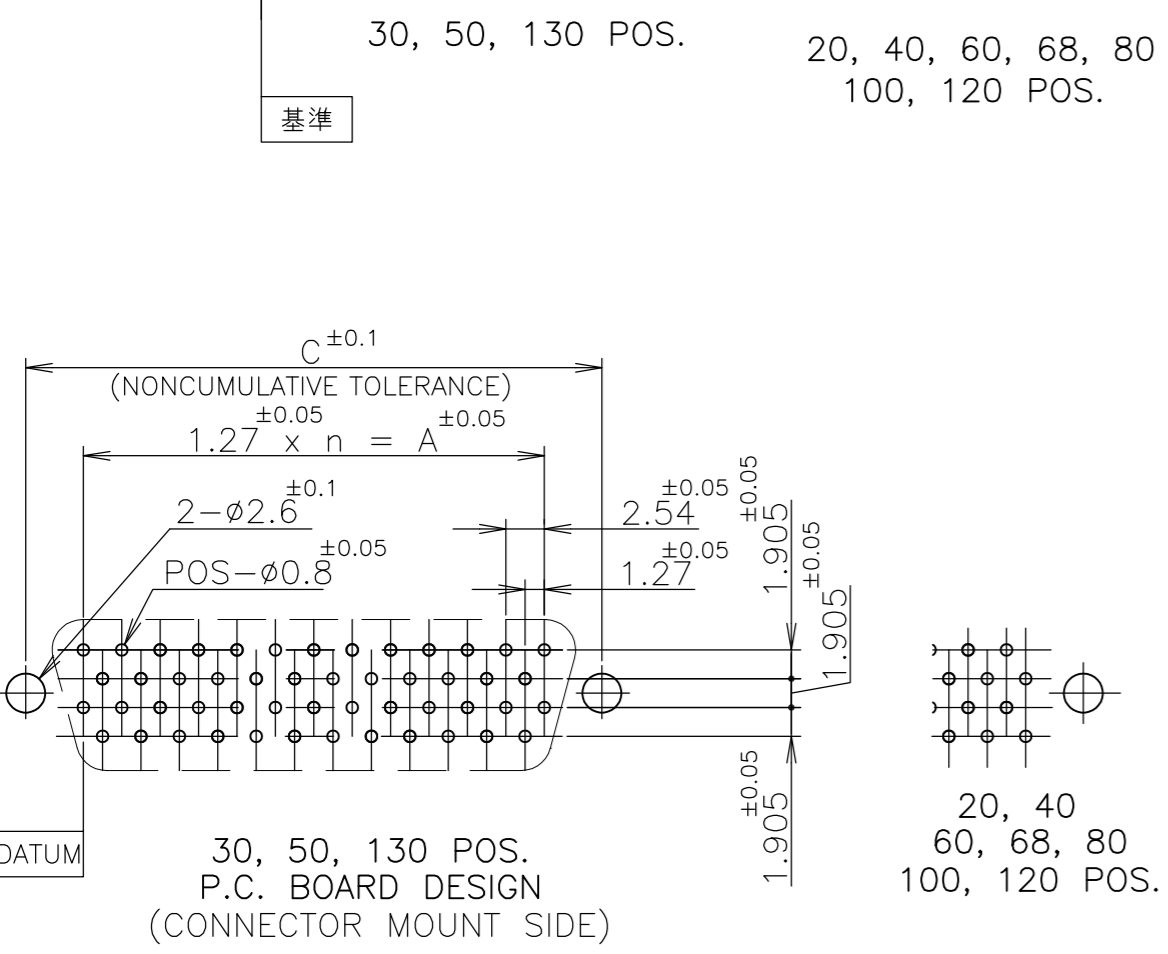 30, 50, 130 POS.
20, 40, 60, 68, 80
100, 120 POS.
基準
C±0.1
(NONCUMULATIVE TOLERANCE)
1.27±0.05 x n = A±0.05
2-ø2.6±0.1
2.54±0.05
POS-ø0.8±0.05
1.27±0.05
1.905±0.05
1.905±0.05
1.905±0.05
DATUM
30, 50, 130 POS.
P.C. BOARD DESIGN
(CONNECTOR MOUNT SIDE)
20, 40
60, 68, 80
100, 120 POS.